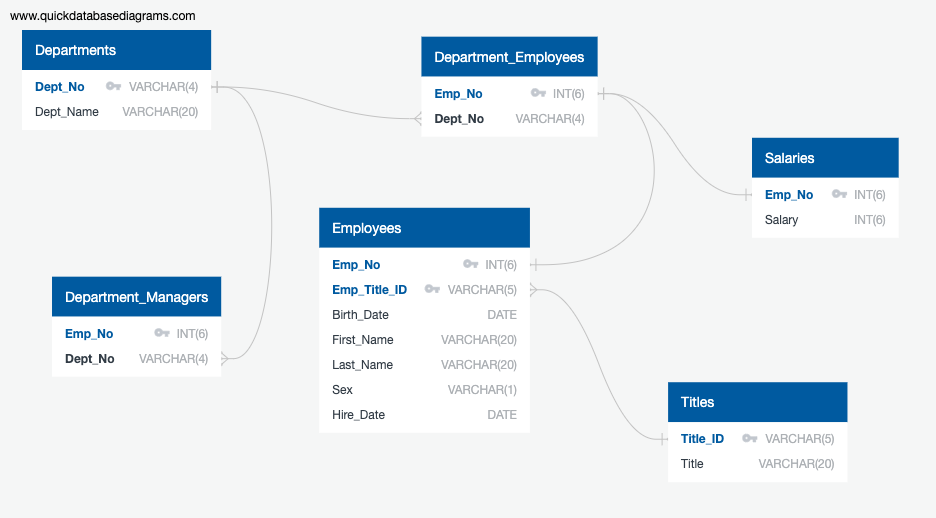 www.quickdatabasediagrams.com
Departments
Dept_No VARCHAR(4)
Dept_Name VARCHAR(20)
Department_Employees
Emp_No INT(6)
Dept_No VARCHAR(4)
Salaries
Emp_No INT(6)
Salary INT(6)
Employees
Emp_No INT(6)
Emp_Title_ID VARCHAR(5)
Birth_Date DATE
First_Name VARCHAR(20)
Last_Name VARCHAR(20)
Sex VARCHAR(1)
Hire_Date DATE
Department_Managers
Emp_No INT(6)
Dept_No VARCHAR(4)
Titles
Title_ID VARCHAR(5)
Title VARCHAR(20)